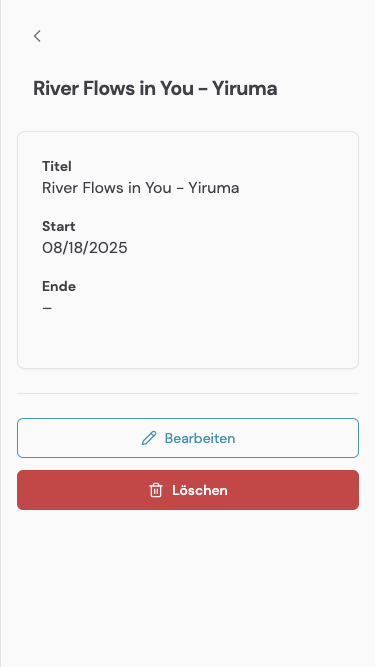 River Flows in You – Yiruma
Titel
River Flows in You - Yiruma
Start
08/18/2025
Ende
–
Bearbeiten
Löschen